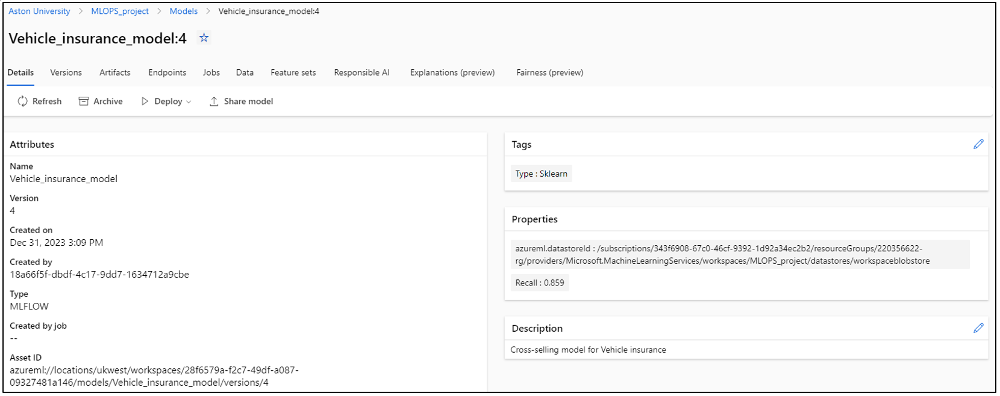 Aston University > MLOPS_project > Models > Vehicle_insurance_model:4
Vehicle_insurance_model:4
Details Versions Artifacts Endpoints Jobs Data Feature sets Responsible AI Explanations (preview) Fairness (preview)
Refresh Archive Deploy Share model
Attributes
Name
Vehicle_insurance_model
Version
4
Created on
Dec 31, 2023 3:09 PM
Created by
18a66f5f-dbdf-4c17-9dd7-1634712a9cbe
Type
MLFLOW
Created by job
--
Asset ID
azureml://locations/ukwest/workspaces/28f6579a-f2c7-49df-a087-
09327481a146/models/Vehicle_insurance_model/versions/4
Tags
Type : Sklearn
Properties
azureml.datastoreId : /subscriptions/343f6908-67c0-46cf-9392-1d92a34ec2b2/resourceGroups/220356622-
rg/providers/Microsoft.MachineLearningServices/workspaces/MLOPS_project/datastores/workspaceblobstore
Recall : 0.859
Description
Cross-selling model for Vehicle insurance